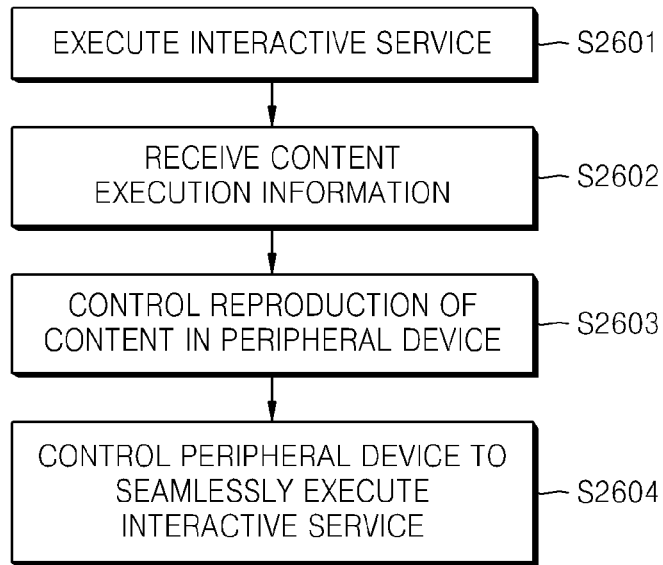 EXECUTE INTERACTIVE SERVICE
S2601
RECEIVE CONTENT
EXECUTION INFORMATION
S2602
CONTROL REPRODUCTION OF
CONTENT IN PERIPHERAL DEVICE
S2603
CONTROL PERIPHERAL DEVICE TO
SEAMLESSLY EXECUTE
INTERACTIVE SERVICE
S2604